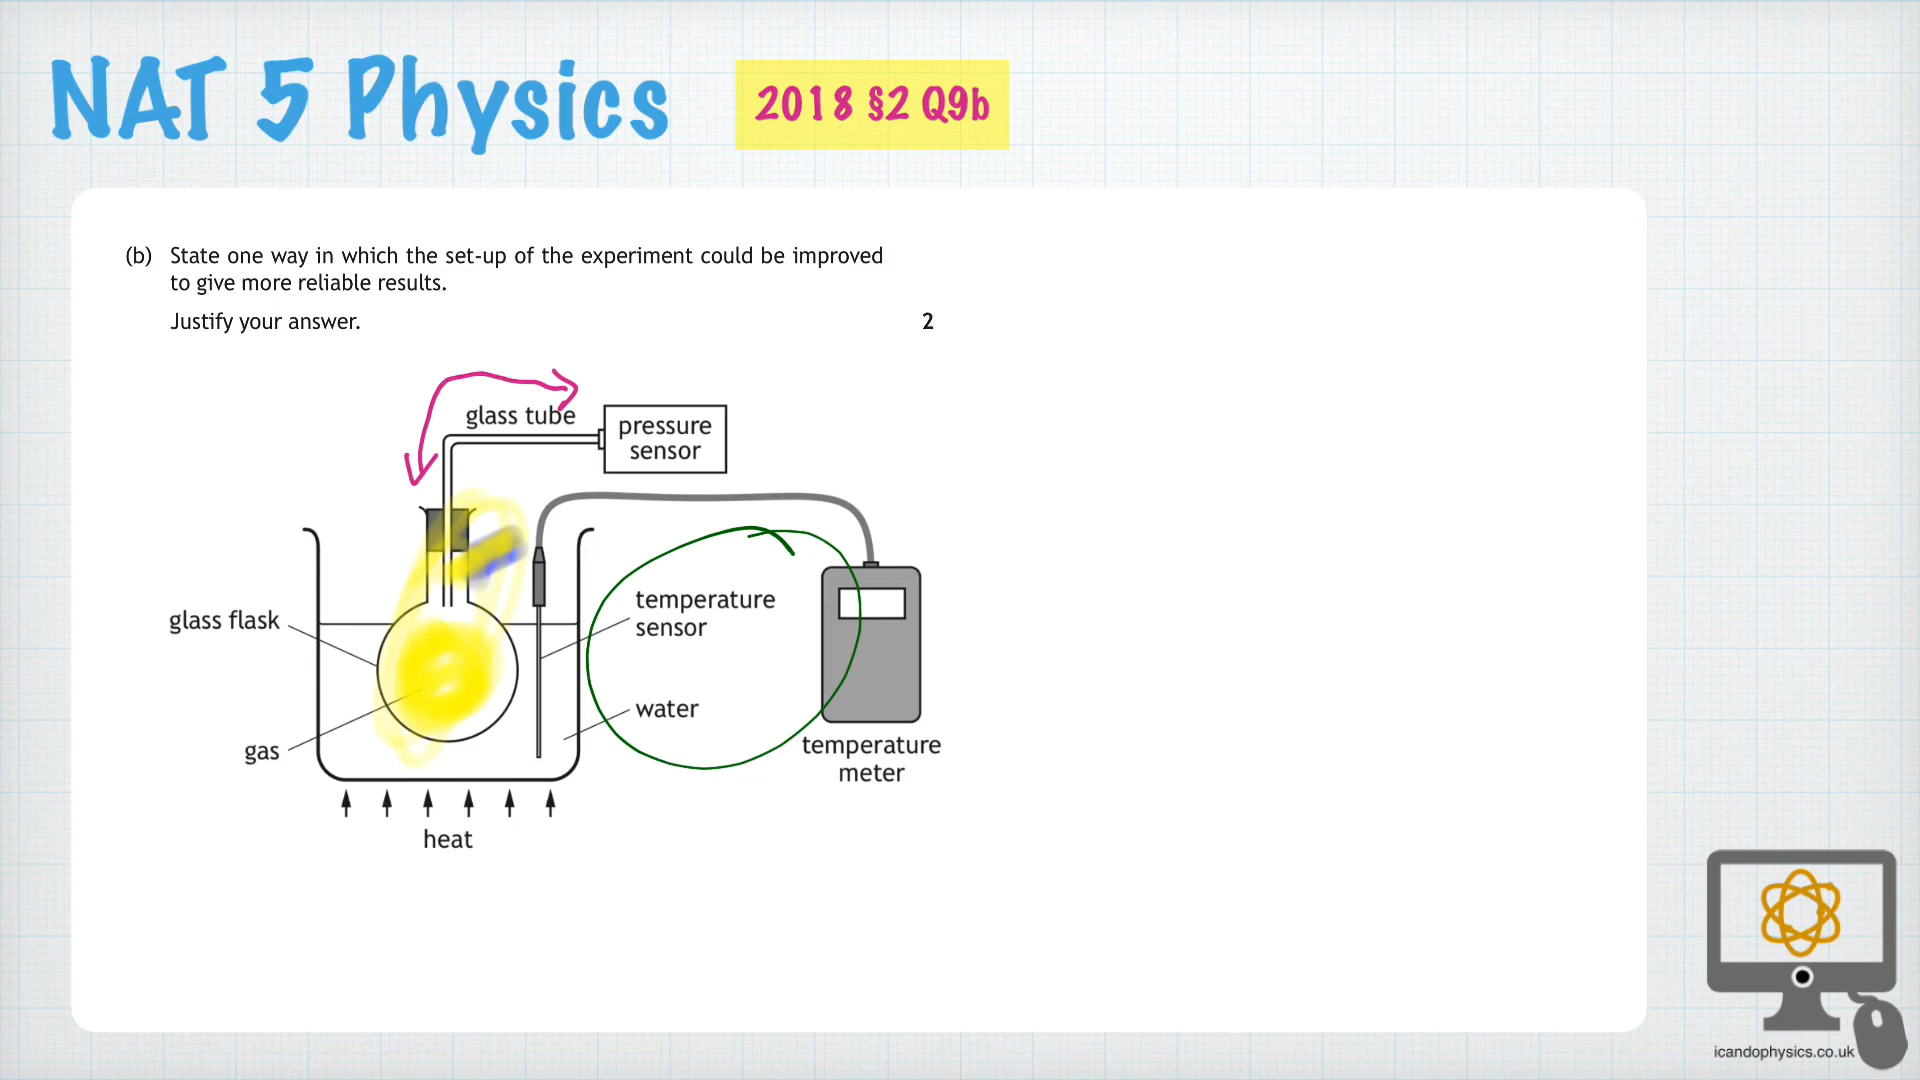 NAT 5 Physics
2018 §2 Q9b
(b) State one way in which the set-up of the experiment could be improved
to give more reliable results.
Justify your answer. 2
glass tube
pressure
sensor
glass flask
temperature
sensor
water
gas
temperature
meter
heat
icandophysics.co.uk